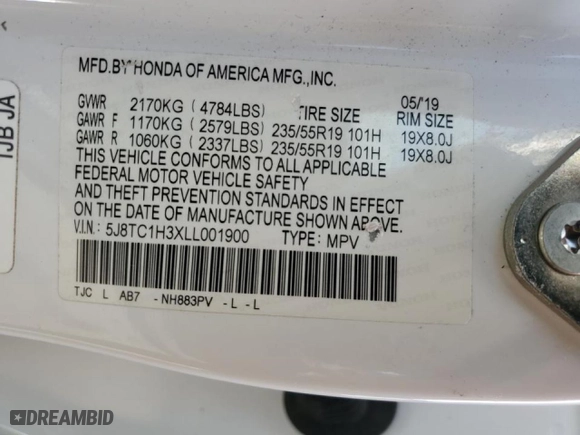 MFD.BY HONDA OF AMERICA MFG.,INC.
05/'19
GVWR 2170KG ( 4784LBS) TIRE SIZE RIM SIZE
GAWR F 1170KG ( 2579LBS) 235/55R19 101H 19X8.0J
GAWR R 1060KG ( 2337LBS) 235/55R19 101H 19X8.0J
THIS VEHICLE CONFORMS TO ALL APPLICABLE
FEDERAL MOTOR VEHICLE SAFETY
AND THEFT PREVENTION STANDARDS IN EFFECT
ON THE DATE OF MANUFACTURE SHOWN ABOVE.
V.I.N: 5J8TC1H3XLL001900 TYPE: MPV
TJC L AB7 - NH883PV - L - L
TJB JA
DREAMBID